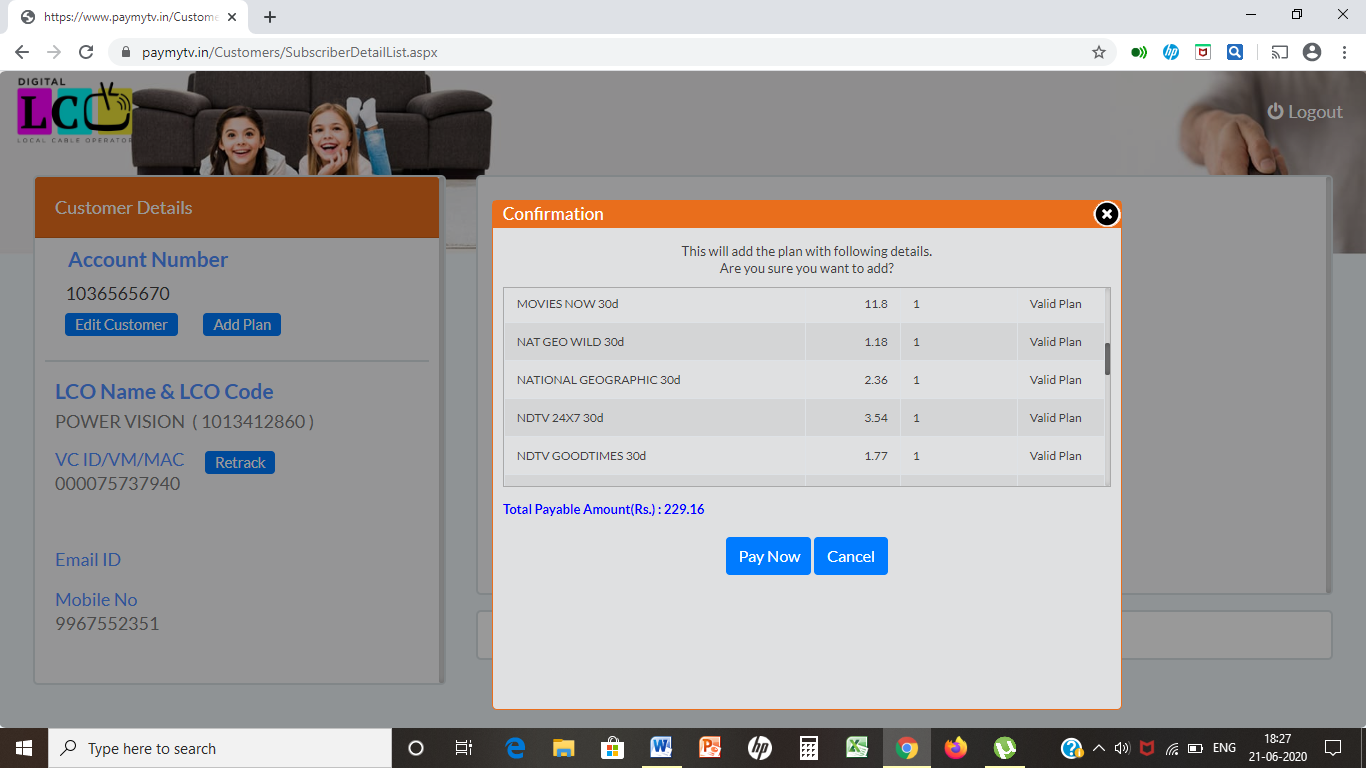 https://www.paymytv.in/Custome
paymytv.in/Customers/SubscriberDetailList.aspx
DIGITAL
LCO
LOCAL CABLE OPERATOR
Logout
Customer Details
Account Number
1036565670
Edit Customer Add Plan
LCO Name & LCO Code
POWER VISION ( 1013412860 )
VC ID/VM/MAC Retrack
000075737940
Email ID
Mobile No
9967552351
Confirmation
This will add the plan with following details.
Are you sure you want to add?
MOVIES NOW 30d 11.8 1 Valid Plan
NAT GEO WILD 30d 1.18 1 Valid Plan
NATIONAL GEOGRAPHIC 30d 2.36 1 Valid Plan
NDTV 24X7 30d 3.54 1 Valid Plan
NDTV GOODTIMES 30d 1.77 1 Valid Plan
Total Payable Amount(Rs.) : 229.16
Pay Now Cancel
Type here to search
ENG
18:27
21-06-2020